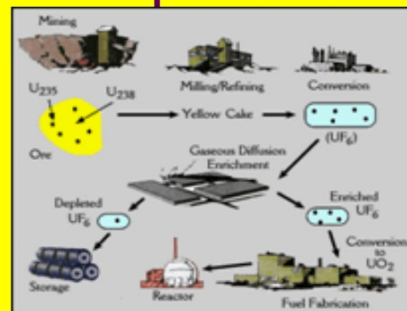 Mining
Milling/Refining
Conversion
U235
U238
Ore
Yellow Cake
(UF6)
Gaseous Diffusion
Enrichment
Depleted
UF6
Enriched
UF6
Conversion
to
UO2
Storage
Reactor
Fuel Fabrication